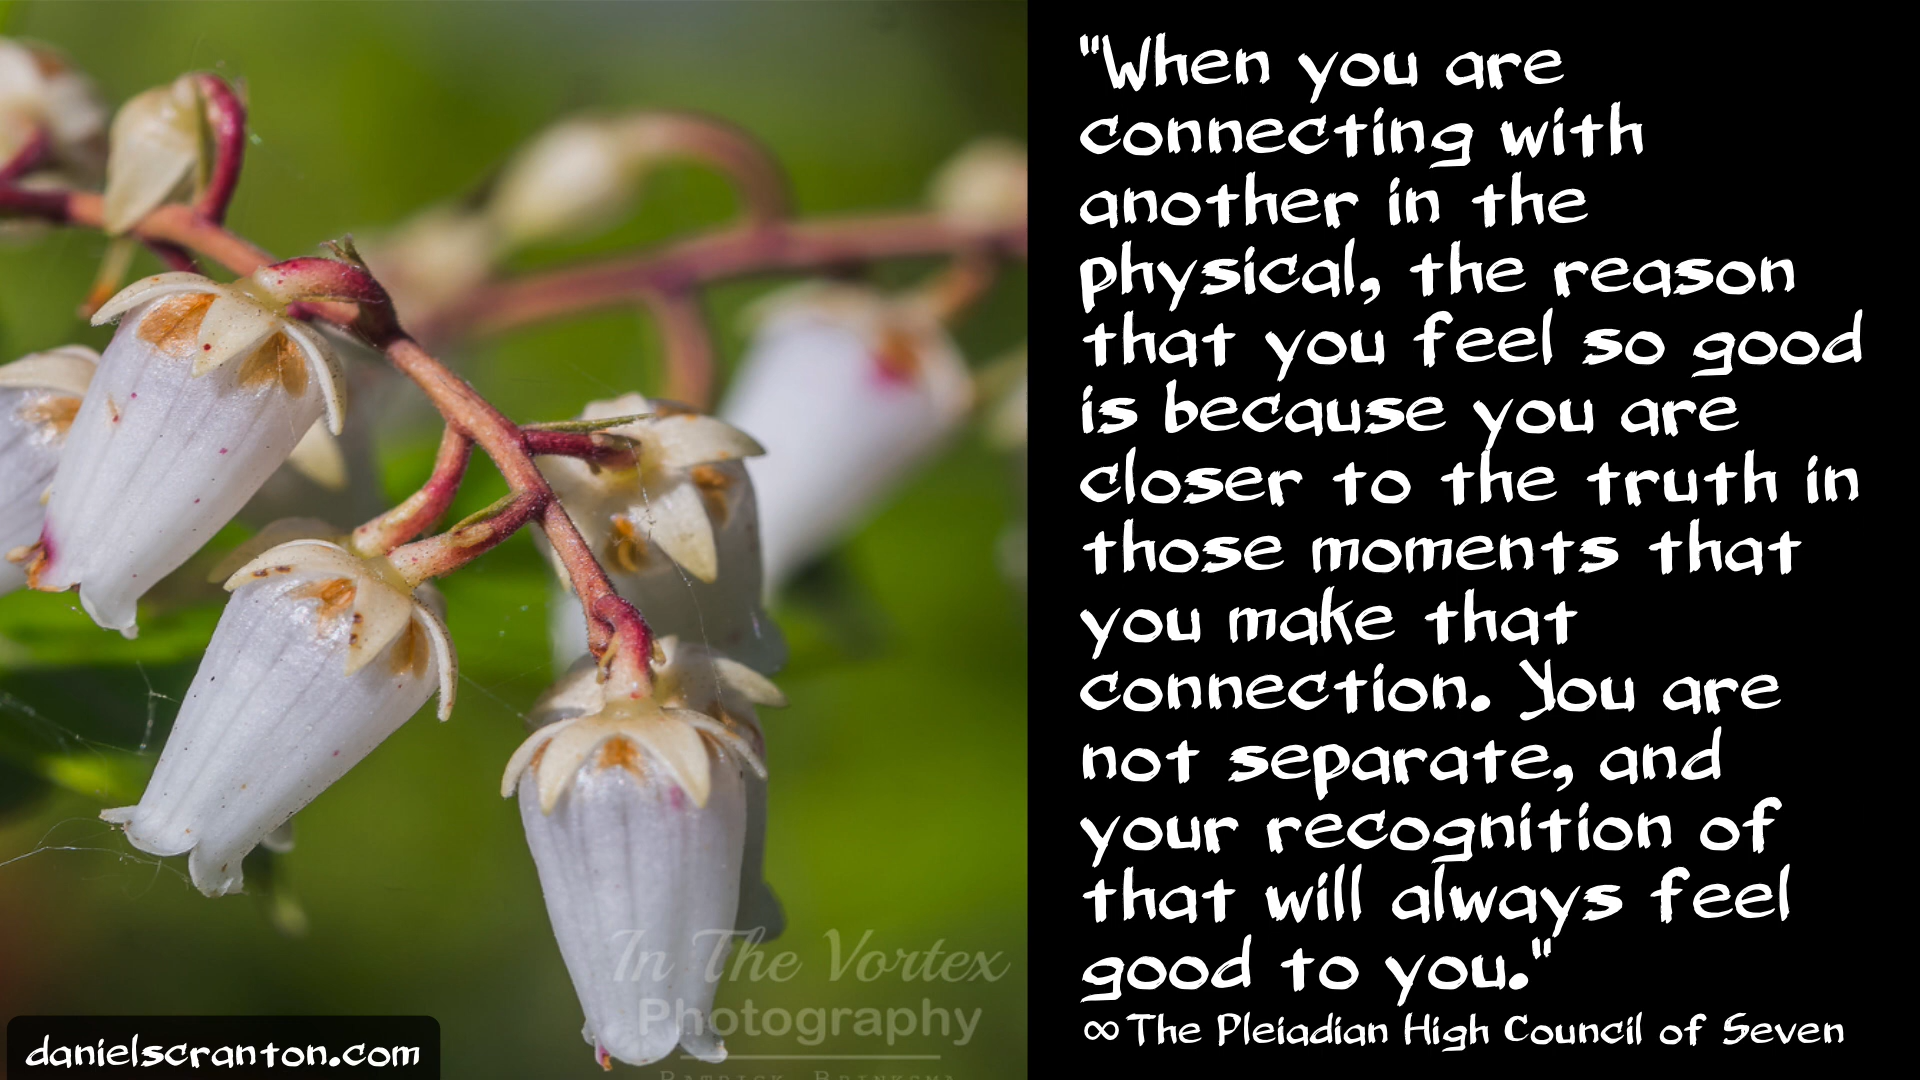 "When you are
connecting with
another in the
physical, the reason
that you feel so good
is because you are
closer to the truth in
those moments that
you make that
connection. You are
not separate, and
your recognition of
that will always feel
good to you."
∞The Pleiadian High Council of Seven
In The Vortex
Photography
danielscranton.com